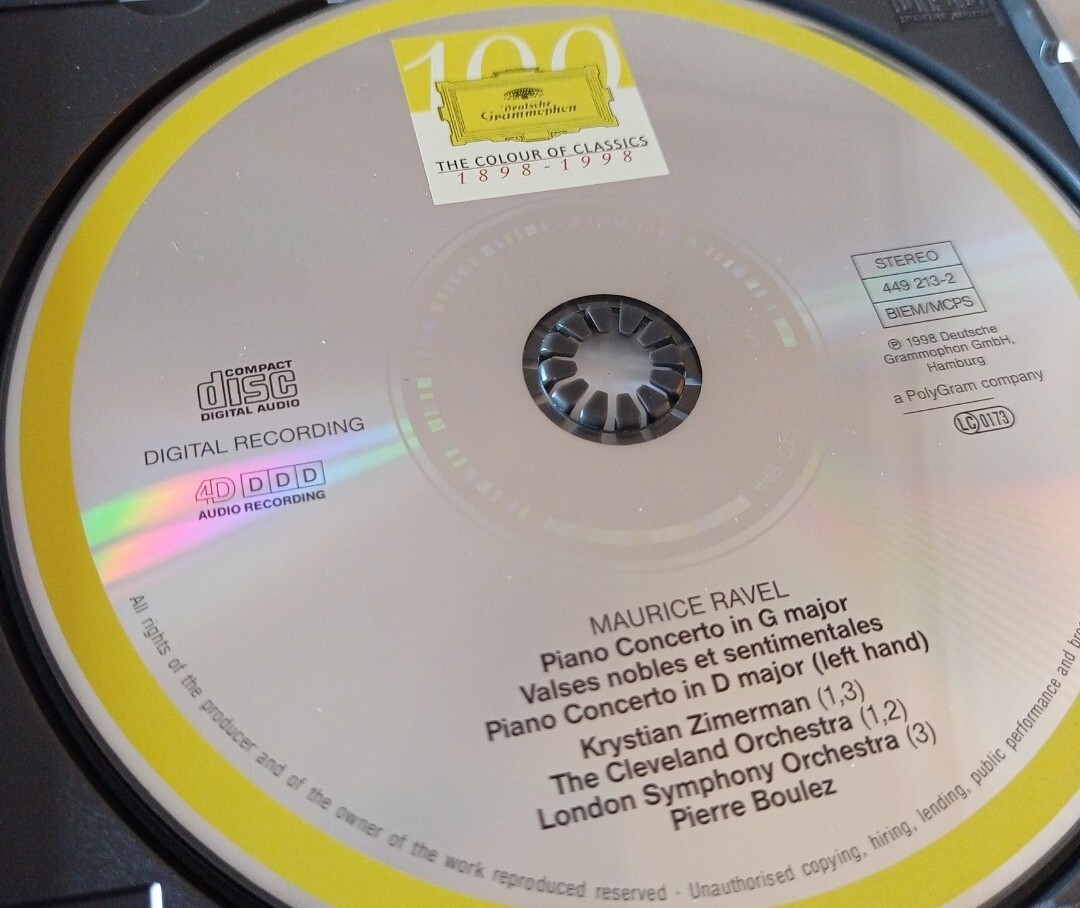 100
Deutsche
Grammophon
THE COLOUR OF CLASSICS
1898-1998
STEREO
449 213-2
BIEM/MCPS
℗ 1998 Deutsche
Grammophon GmbH,
Hamburg
a PolyGram company
LC 0173
COMPACT
disc
DIGITAL AUDIO
DIGITAL RECORDING
4D DDD
AUDIO RECORDING
MAURICE RAVEL
Piano Concerto in G major
Valses nobles et sentimentales
Piano Concerto in D major (left hand)
Krystian Zimerman (1,3)
The Cleveland Orchestra (1,2)
London Symphony Orchestra (3)
Pierre Boulez
All rights of the producer and of the owner of the work reproduced reserved - Unauthorised copying, hiring, lending, public performance and